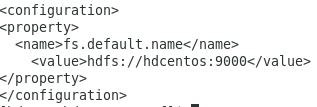 <configuration>
<property>
  <name>fs.default.name</name>
    <value>hdfs://hdcentos:9000</value>
</property>
</configuration>